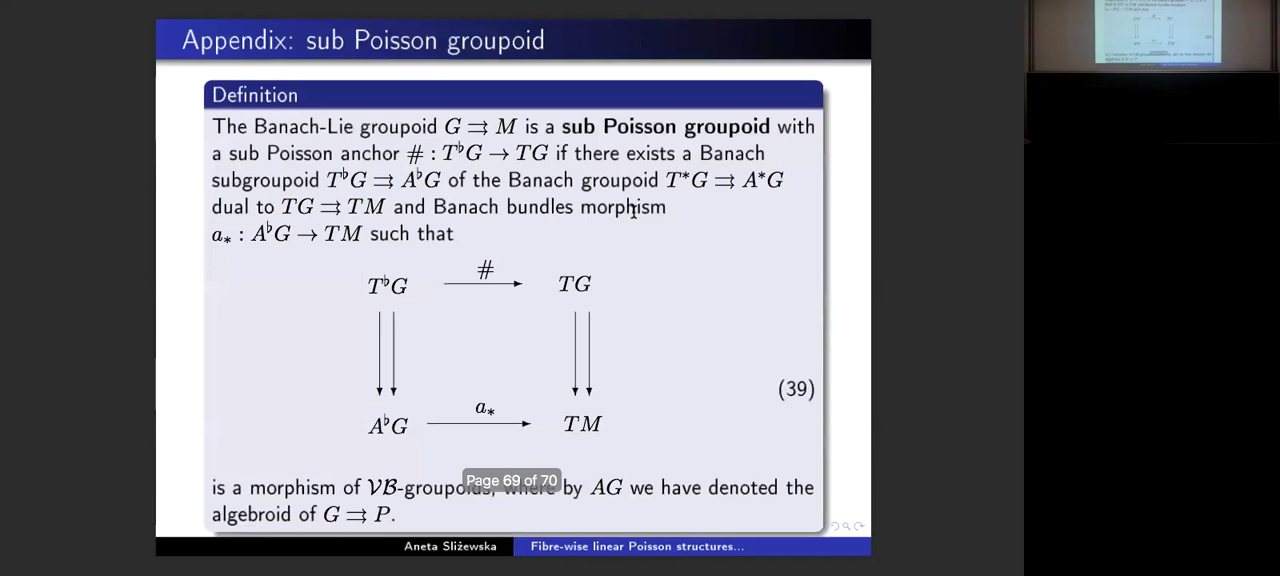 Appendix: sub Poisson groupoid
Definition
The Banach-Lie groupoid G ⇉ M is a sub Poisson groupoid with
a sub Poisson anchor # : T♭G → TG if there exists a Banach
subgroupoid T♭G ⇉ A♭G of the Banach groupoid T*G ⇉ A*G
dual to TG ⇉ TM and Banach bundles morphism
a∗ : A♭G → TM such that
#
T♭G TG
(39)
a∗
A♭G TM
Page 69 of 70
is a morphism of 𝒱ℬ-groupoids, where by AG we have denoted the
algebroid of G ⇉ P.
Aneta Sliżewska Fibre-wise linear Poisson structures...